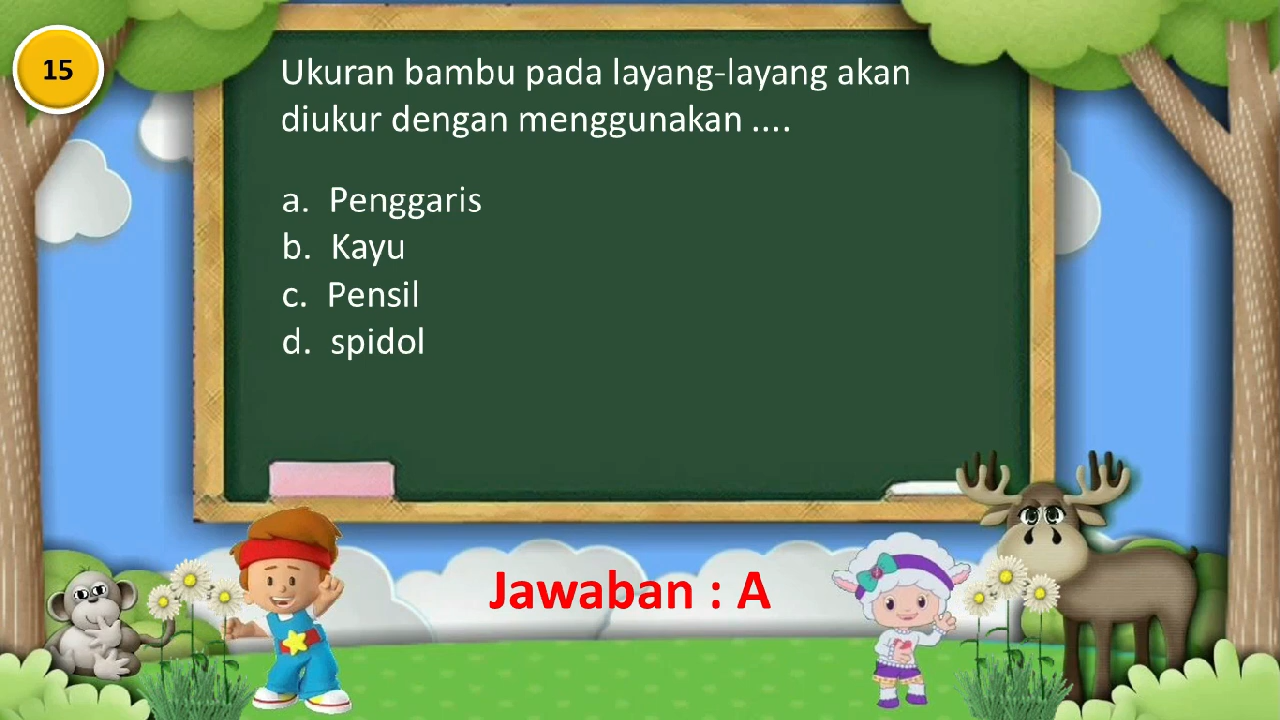 15
Ukuran bambu pada layang-layang akan
diukur dengan menggunakan ....
a. Penggaris
b. Kayu
c. Pensil
d. spidol
Jawaban : A